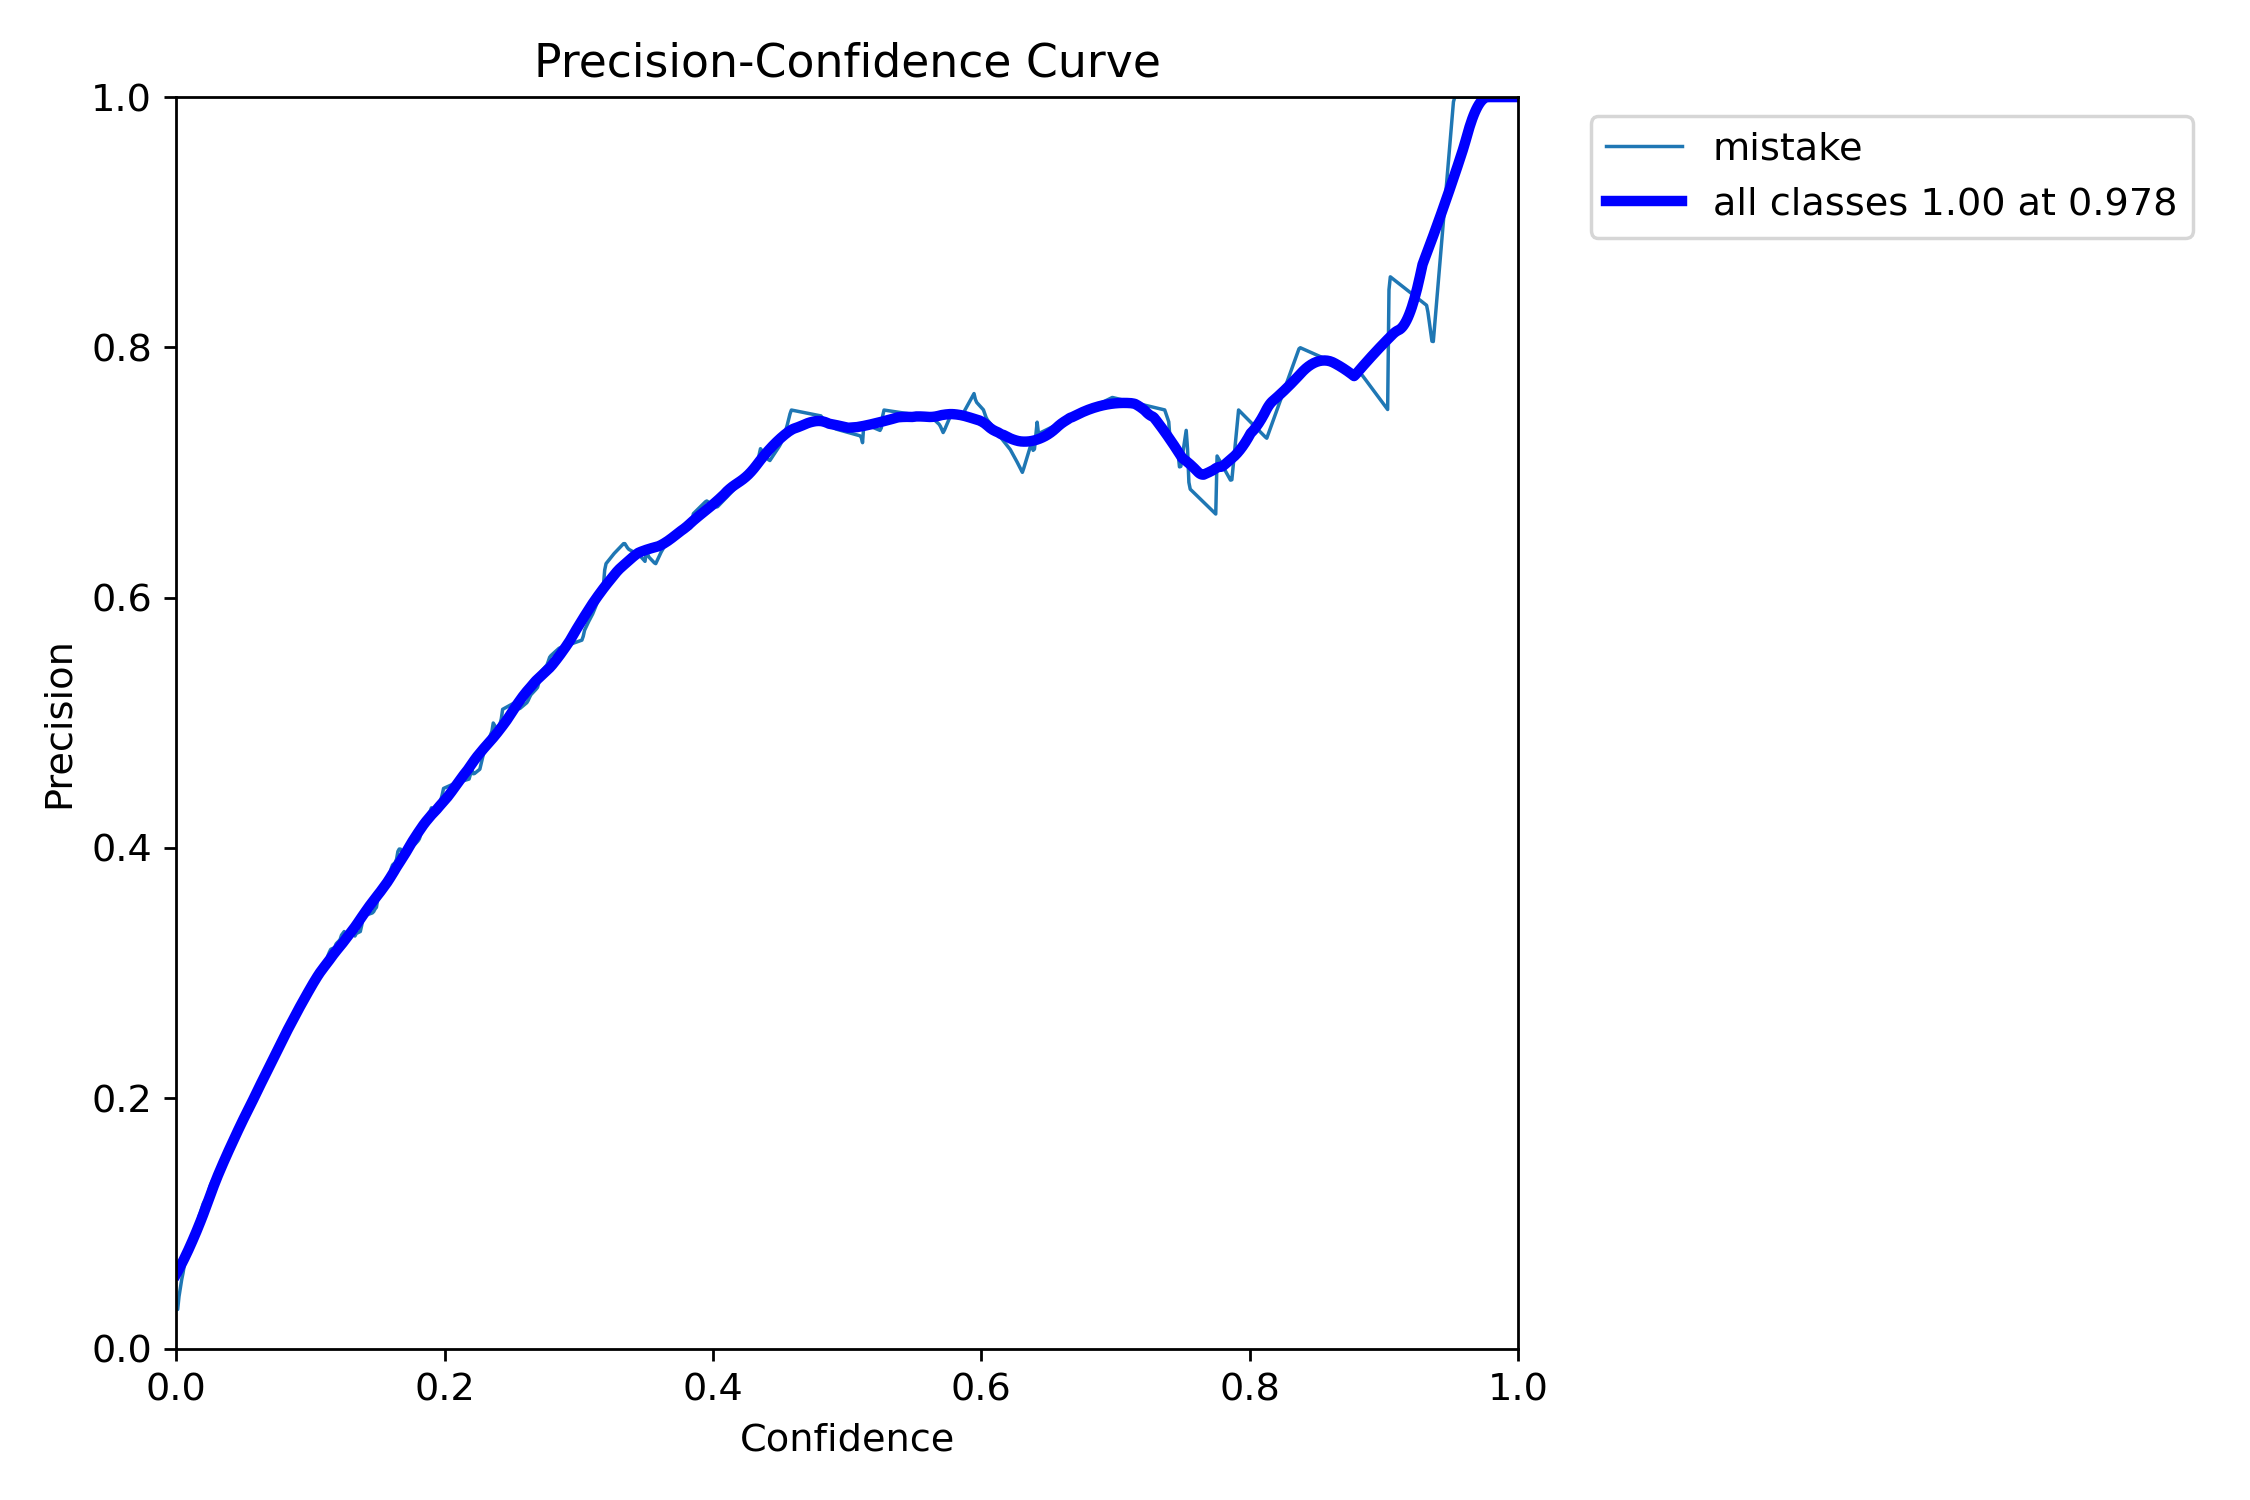 Precision-Confidence Curve
1.0
0.8
0.6
0.4
0.2
0.0
Precision
0.0 0.2 0.4 0.6 0.8 1.0
Confidence
mistake
all classes 1.00 at 0.978